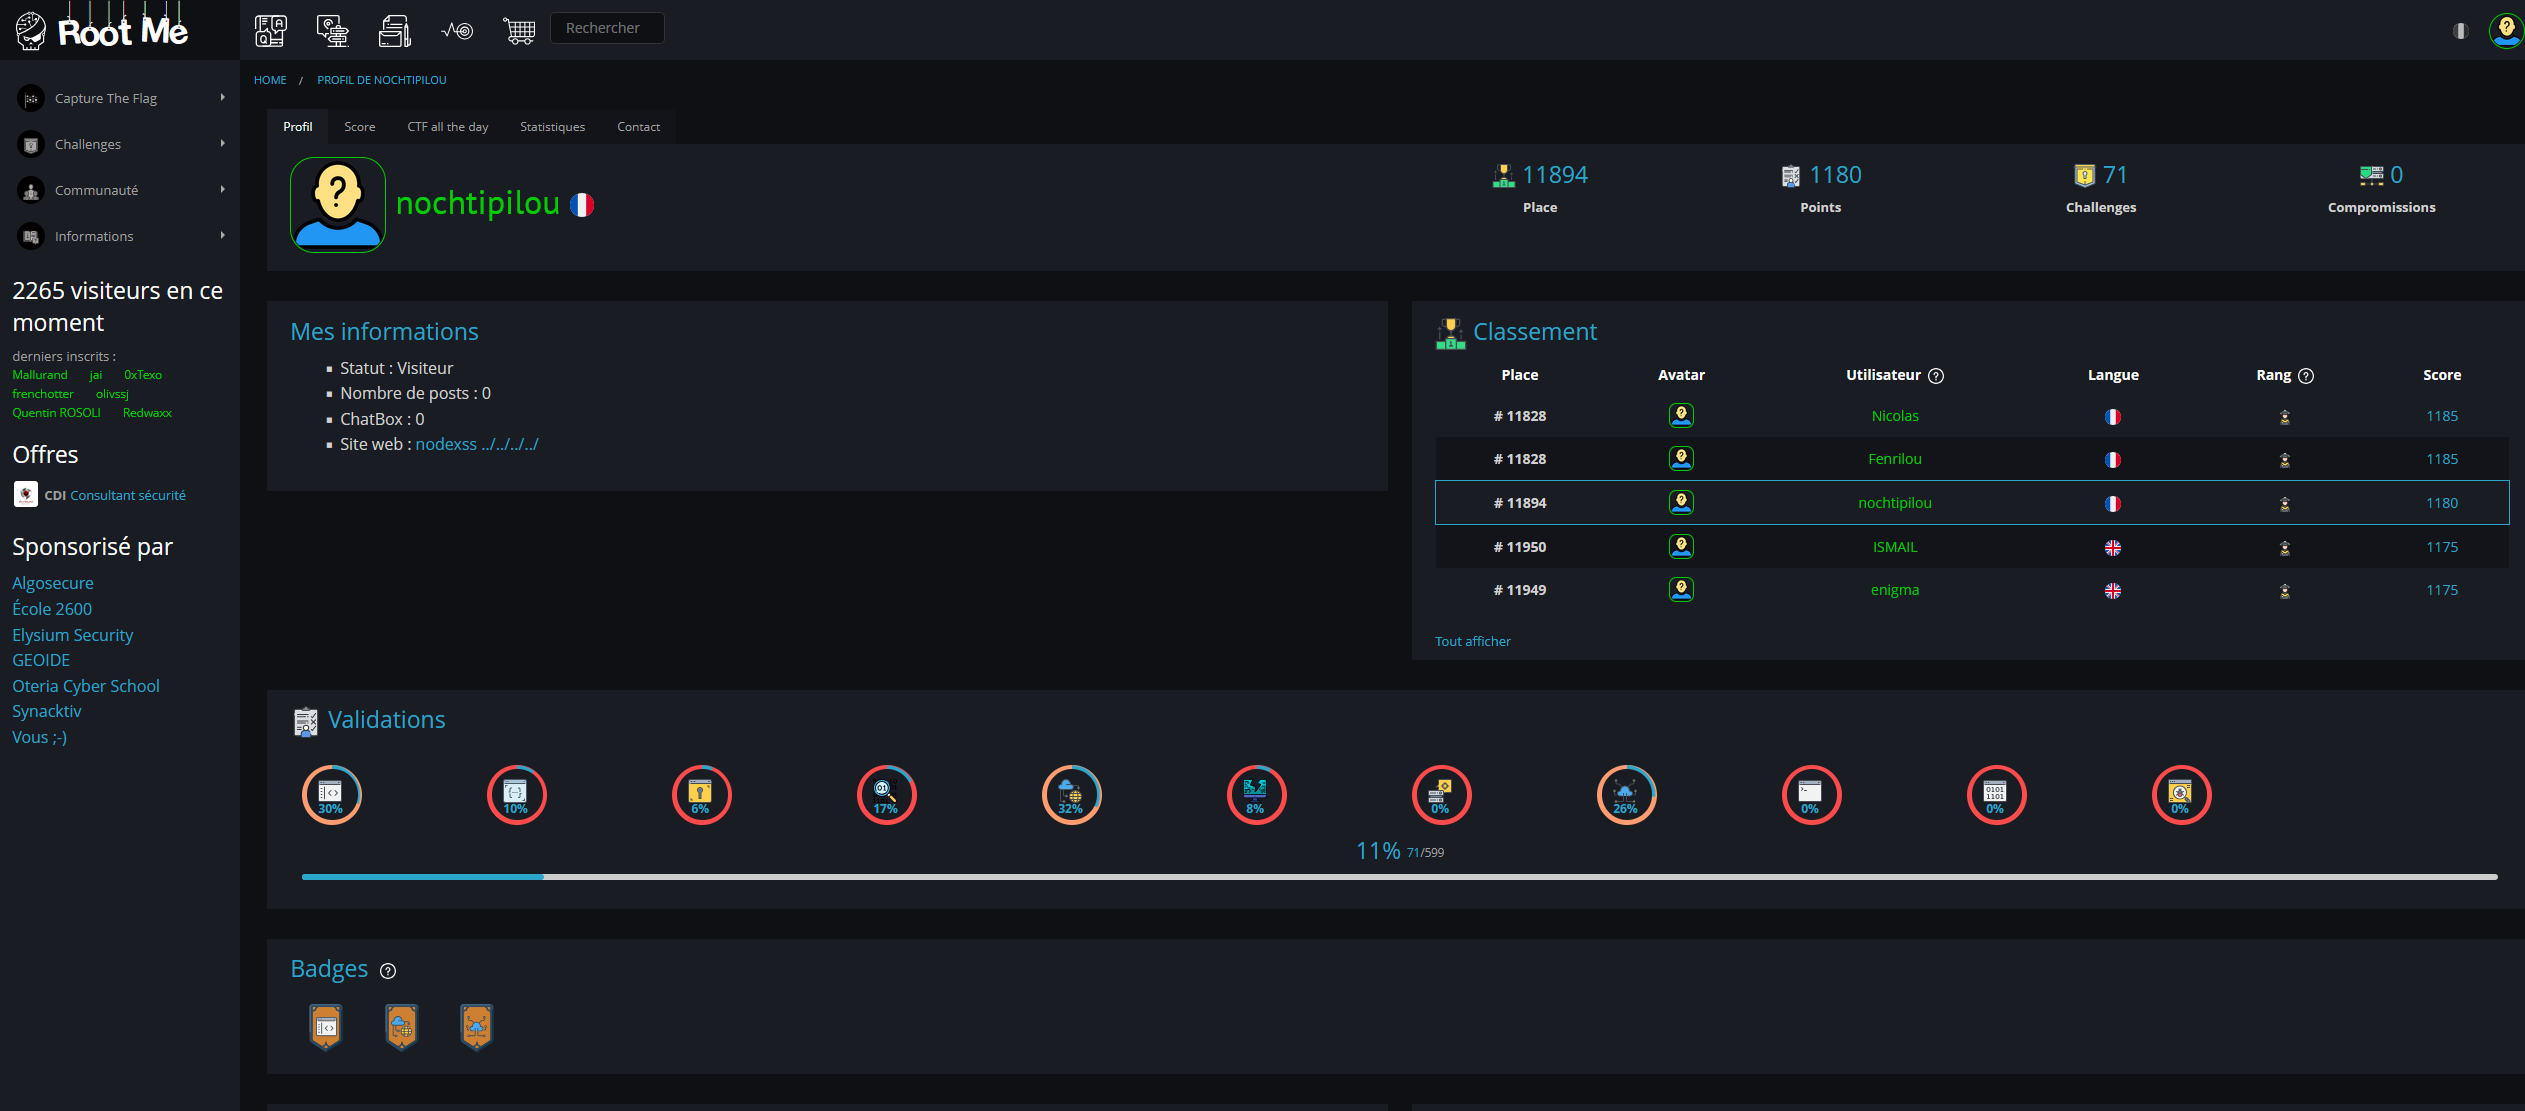 Root Me
Rechercher
Capture The Flag
Challenges
Communauté
Informations
2265 visiteurs en ce
moment
derniers inscrits :
Mallurand jai 0xTexo
frenchotter olivssj
Quentin ROSOLI Redwaxx
Offres
CDI Consultant sécurité
Sponsorisé par
Algosecure
École 2600
Elysium Security
GEOIDE
Oteria Cyber School
Synacktiv
Vous ;-)
HOME / PROFIL DE NOCHTIPILOU
Profil Score CTF all the day Statistiques Contact
nochtipilou
11894 1180 71 0
Place Points Challenges Compromissions
Mes informations
Statut : Visiteur
Nombre de posts : 0
ChatBox : 0
Site web : nodexss ../../../../
Classement
Place Avatar Utilisateur Langue Rang Score
# 11828 Nicolas 1185
# 11828 Fenrilou 1185
# 11894 nochtipilou 1180
# 11950 ISMAIL 1175
# 11949 enigma 1175
Tout afficher
Validations
30% 10% 6% 17% 32% 8% 0% 26% 0% 0% 0%
11% 71/599
Badges